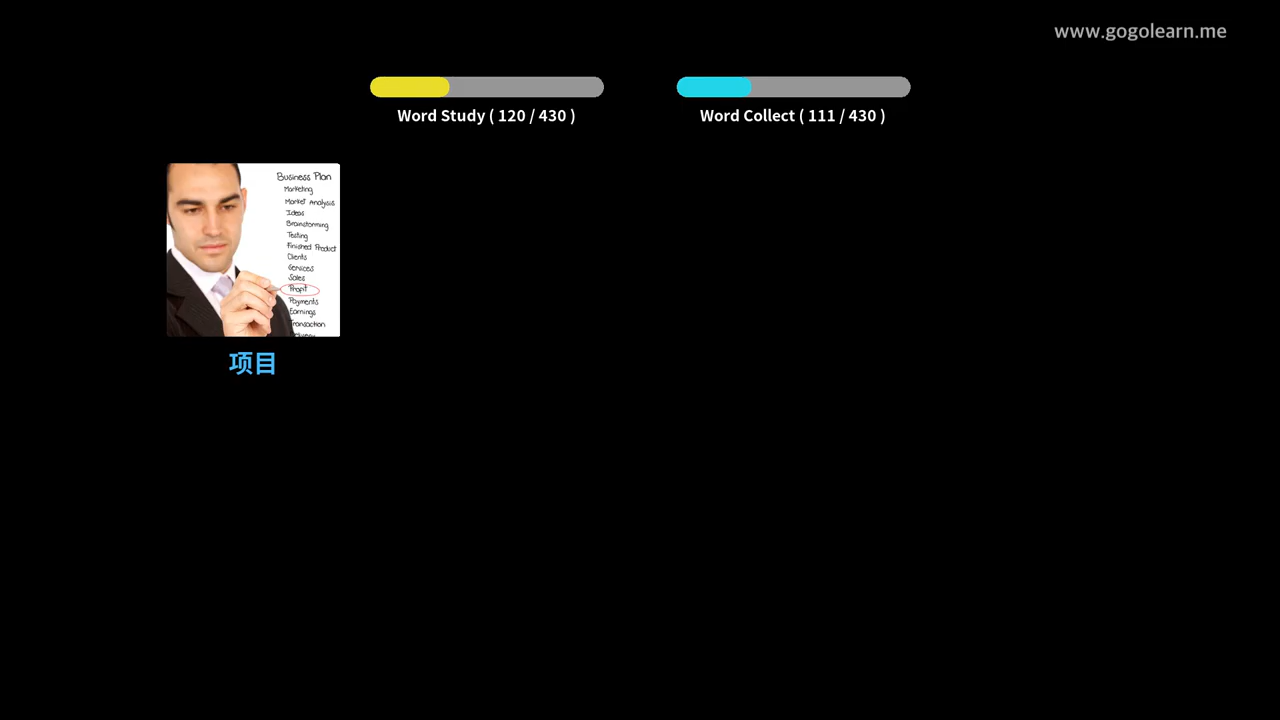 www.gogolearn.me
Word Study ( 120 / 430 )
Word Collect ( 111 / 430 )
Business Plan
Marketing
Market Analysis
Ideas
Brainstorming
Testing
Finished Product
Clients
Services
Sales
Profit
Payments
Earnings
Transaction
项目